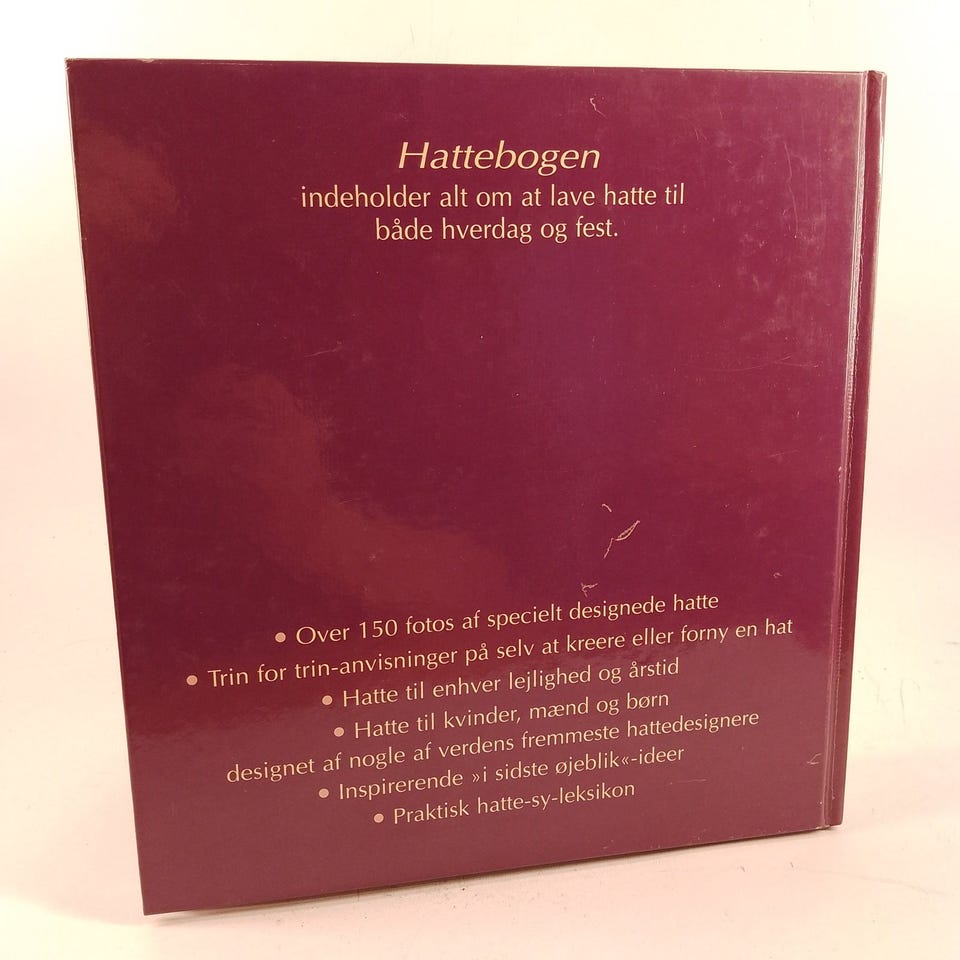 Hattebogen
indeholder alt om at lave hatte til
både hverdag og fest.
• Over 150 fotos af specielt designede hatte
• Trin for trin-anvisninger på selv at kreere eller forny en hat
• Hatte til enhver lejlighed og årstid
• Hatte til kvinder, mænd og børn
designet af nogle af verdens fremmeste hattedesignere
• Inspirerende »i sidste øjeblik«-ideer
• Praktisk hatte-sy-leksikon